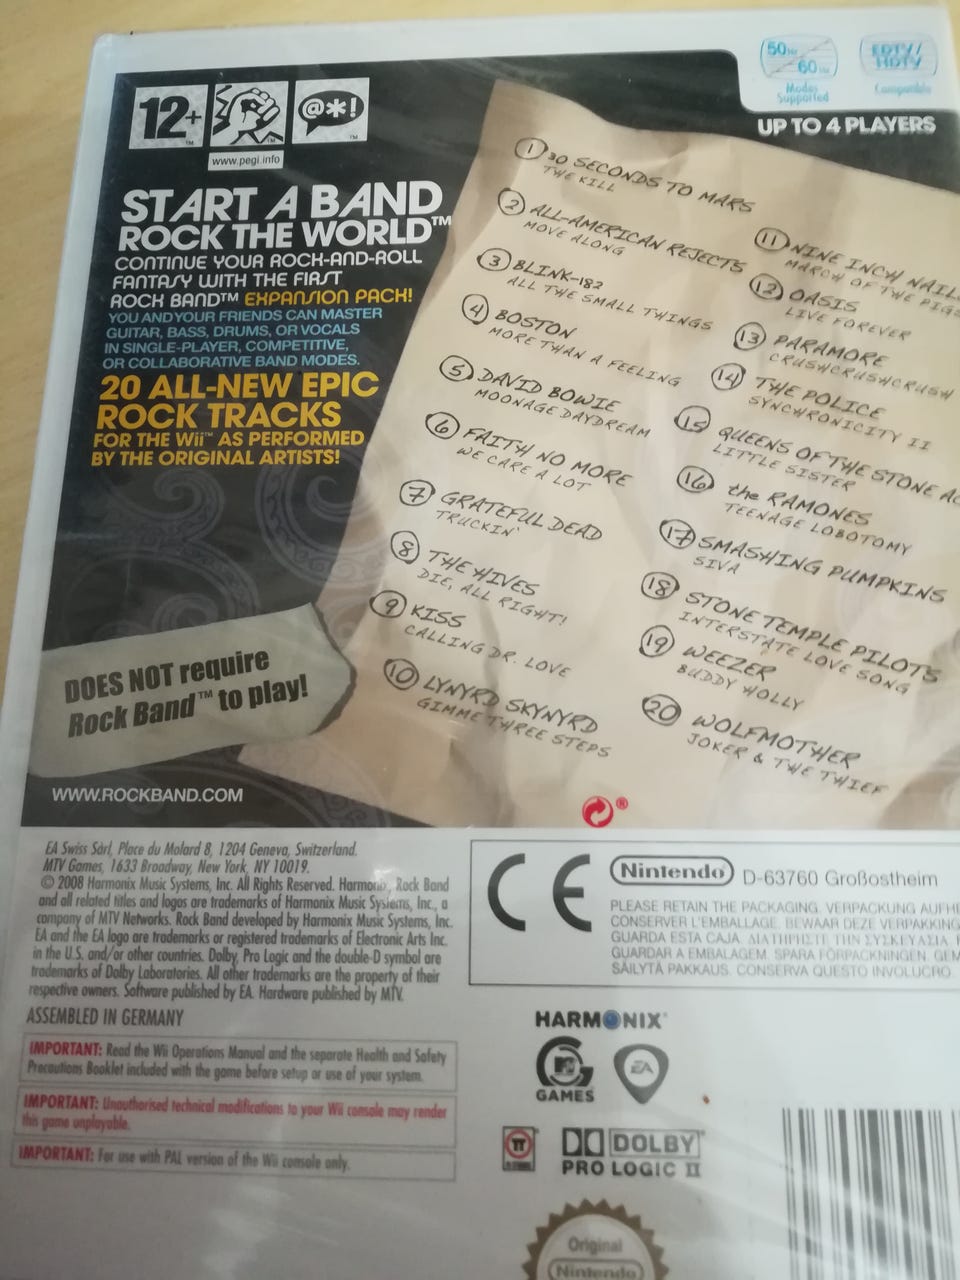 12+
@*!
www.pegi.info
50Hz
60Hz
Modes
Supported
EDTV/
HDTV
Compatible
UP TO 4 PLAYERS
START A BAND
ROCK THE WORLD™
CONTINUE YOUR ROCK-AND-ROLL
FANTASY WITH THE FIRST
ROCK BAND™ EXPANSION PACK!
YOU AND YOUR FRIENDS CAN MASTER
GUITAR, BASS, DRUMS, OR VOCALS
IN SINGLE-PLAYER, COMPETITIVE,
OR COLLABORATIVE BAND MODES.
20 ALL-NEW EPIC
ROCK TRACKS
FOR THE Wii™ AS PERFORMED
BY THE ORIGINAL ARTISTS!
DOES NOT require
Rock Band™ to play!
WWW.ROCKBAND.COM
1 30 SECONDS TO MARS
THE KILL
2 ALL-AMERICAN REJECTS
MOVE ALONG
3 BLINK-182
ALL THE SMALL THINGS
4 BOSTON
MORE THAN A FEELING
5 DAVID BOWIE
MOONAGE DAYDREAM
6 FAITH NO MORE
WE CARE A LOT
7 GRATEFUL DEAD
TRUCKIN'
8 THE HIVES
DIE, ALL RIGHT!
9 KISS
CALLING DR. LOVE
10 LYNYRD SKYNYRD
GIMME THREE STEPS
11 NINE INCH NAILS
MARCH OF THE PIGS
12 OASIS
LIVE FOREVER
13 PARAMORE
CRUSHCRUSHCRUSH
14 THE POLICE
SYNCHRONICITY II
15 QUEENS OF THE STONE AG
LITTLE SISTER
16 the RAMONES
TEENAGE LOBOTOMY
17 SMASHING PUMPKINS
SIVA
18 STONE TEMPLE PILOTS
INTERSTATE LOVE SONG
19 WEEZER
BUDDY HOLLY
20 WOLFMOTHER
JOKER & THE THIEF
EA Swiss Sàrl, Place du Molard 8, 1204 Geneva, Switzerland.
MTV Games, 1633 Broadway, New York, NY 10019.
© 2008 Harmonix Music Systems, Inc. All Rights Reserved. Harmonix, Rock Band
and all related titles and logos are trademarks of Harmonix Music Systems, Inc., a
company of MTV Networks. Rock Band developed by Harmonix Music Systems, Inc.
EA and the EA logo are trademarks or registered trademarks of Electronic Arts Inc.
in the U.S. and/or other countries. Dolby, Pro Logic and the double-D symbol are
trademarks of Dolby Laboratories. All other trademarks are the property of their
respective owners. Software published by EA. Hardware published by MTV.
ASSEMBLED IN GERMANY
IMPORTANT: Read the Wii Operations Manual and the separate Health and Safety
Precautions Booklet included with the game before setup or use of your system.
IMPORTANT: Unauthorised technical modifications to your Wii console may render
this game unplayable.
IMPORTANT: For use with PAL version of the Wii console only.
CE
Nintendo® D-63760 Großostheim
PLEASE RETAIN THE PACKAGING. VERPACKUNG AUFHE
CONSERVER L'EMBALLAGE. BEWAAR DEZE VERPAKKING
GUARDA ESTA CAJA. ΔΙΑΤΗΡΗΣΤΕ ΤΗΝ ΣΥΣΚΕΥΑΣΙΑ
GUARDAR A EMBALAGEM. SPARA FÖRPACKNINGEN. GEM
SÄILYTÄ PAKKAUS. CONSERVA QUESTO INVOLUCRO.
HARMONIX®
MTV
GAMES
EA
DOLBY®
PRO LOGIC II
Original
Nintendo